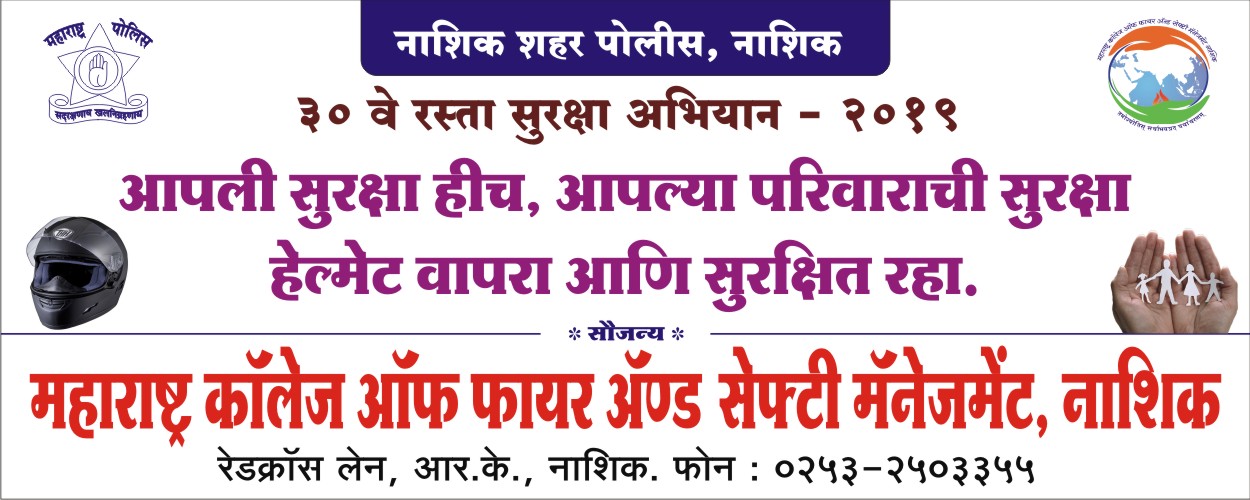 महाराष्ट्र पोलिस
सद्रक्षणाय खलनिग्रहणाय
नाशिक शहर पोलीस, नाशिक
३० वे रस्ता सुरक्षा अभियान - २०१९
आपली सुरक्षा हीच, आपल्या परिवाराची सुरक्षा
हेल्मेट वापरा आणि सुरक्षित रहा.
* सौजन्य *
महाराष्ट्र कॉलेज ऑफ फायर ॲण्ड सेफ्टी मॅनेजमेंट, नाशिक
रेडक्रॉस लेन, आर.के., नाशिक. फोन : ०२५३-२५०३३५५